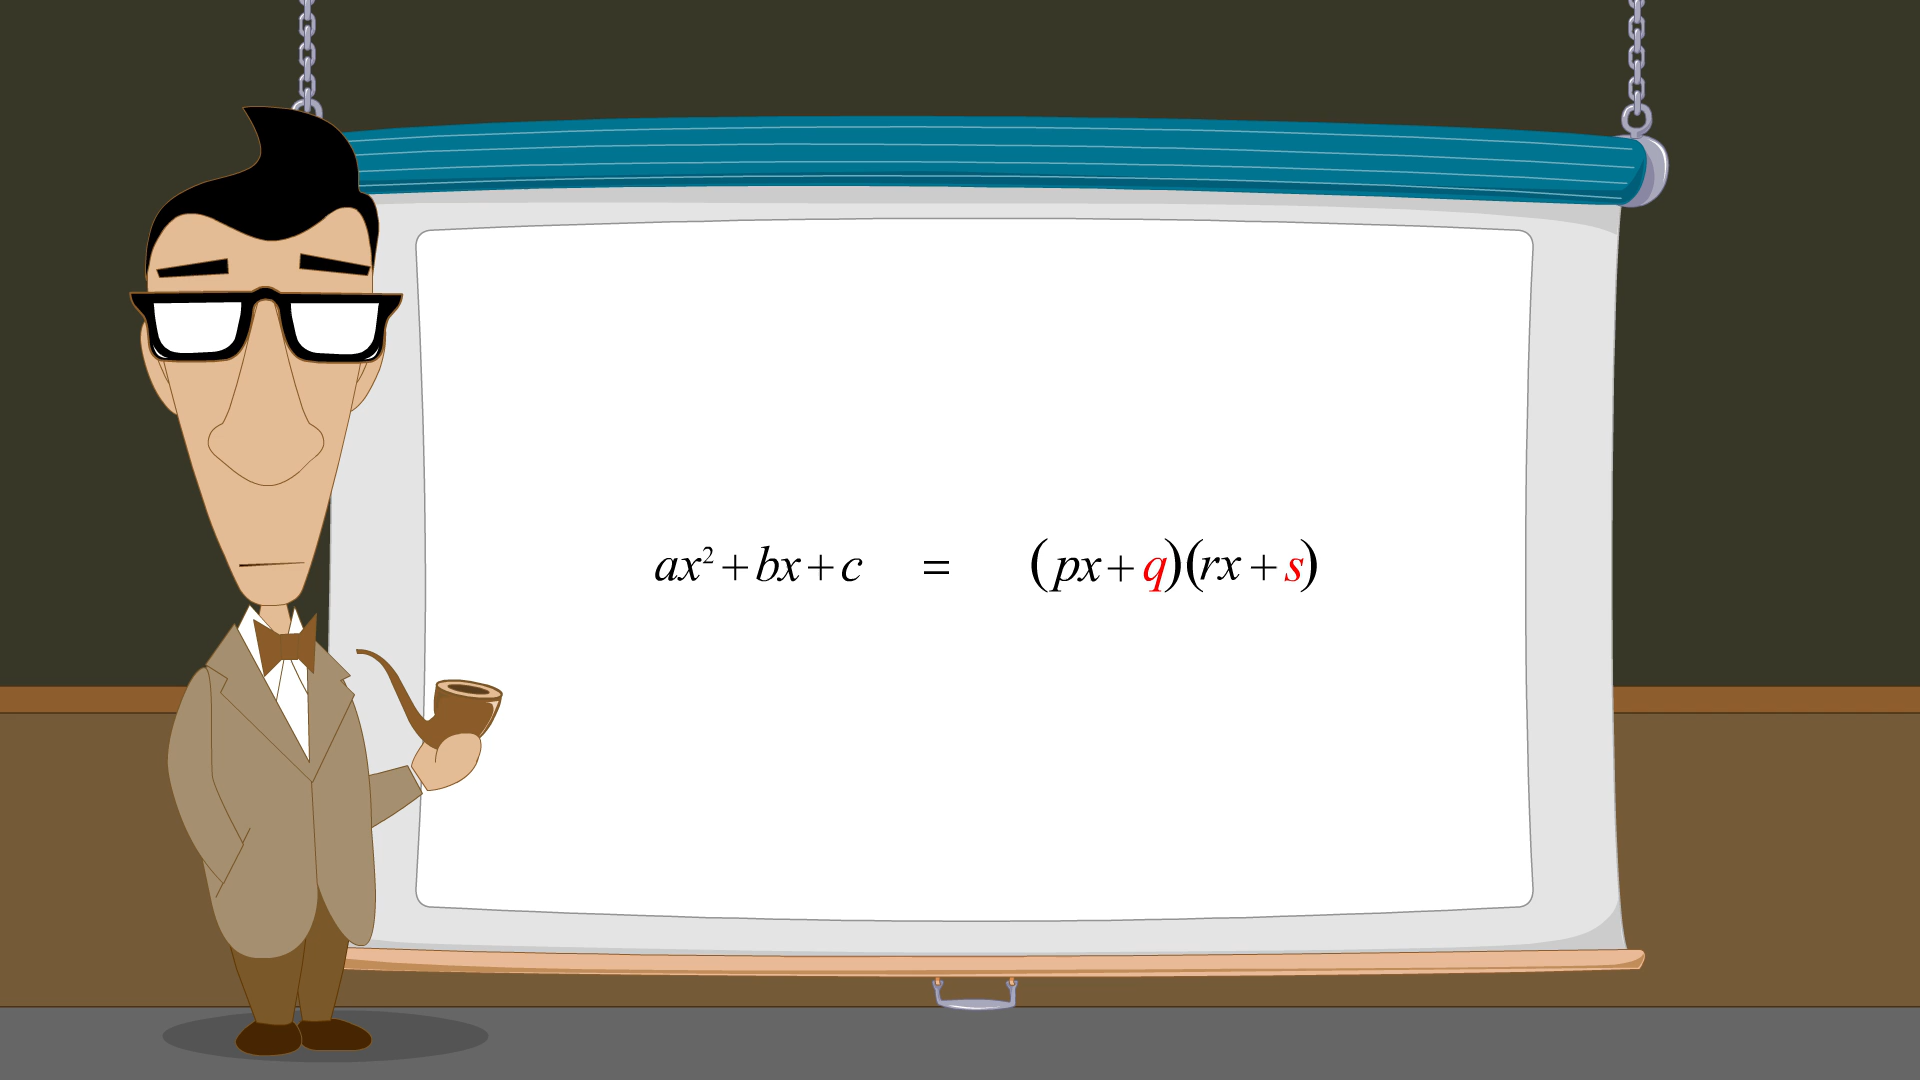 ax² + bx + c = (px + q)(rx + s)